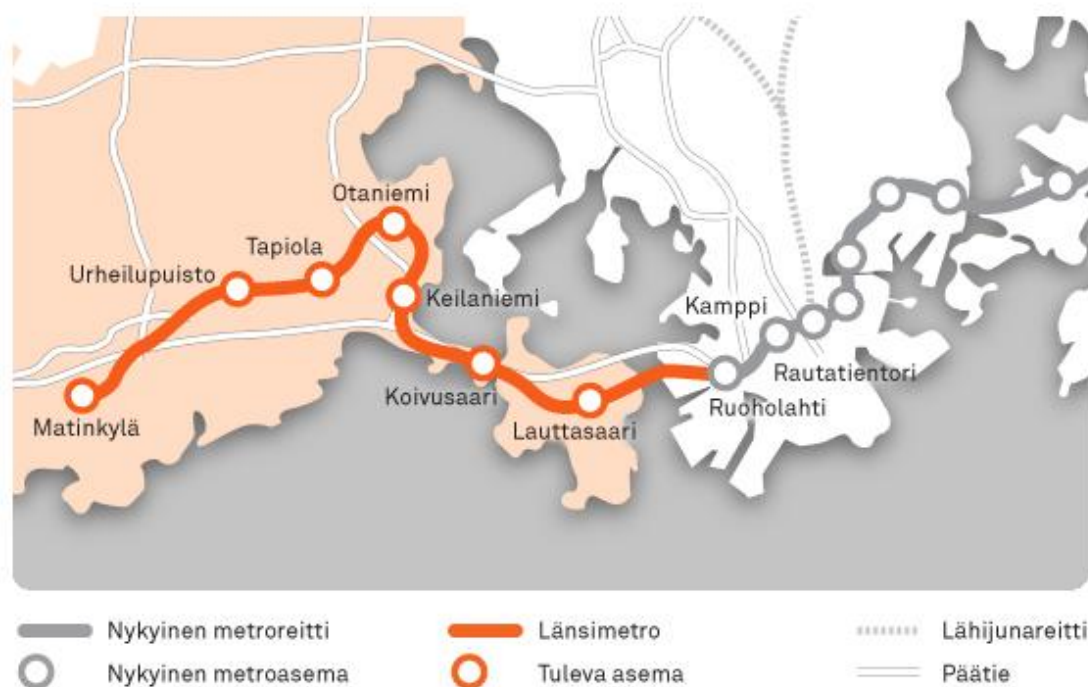 Otaniemi
Tapiola
Urheilupuisto
Keilaniemi
Kamppi
Rautatientori
Koivusaari
Ruoholahti
Matinkylä
Lauttasaari
Nykyinen metroreitti
Länsimetro
Lähijunareitti
Nykyinen metroasema
Tuleva asema
Päätie